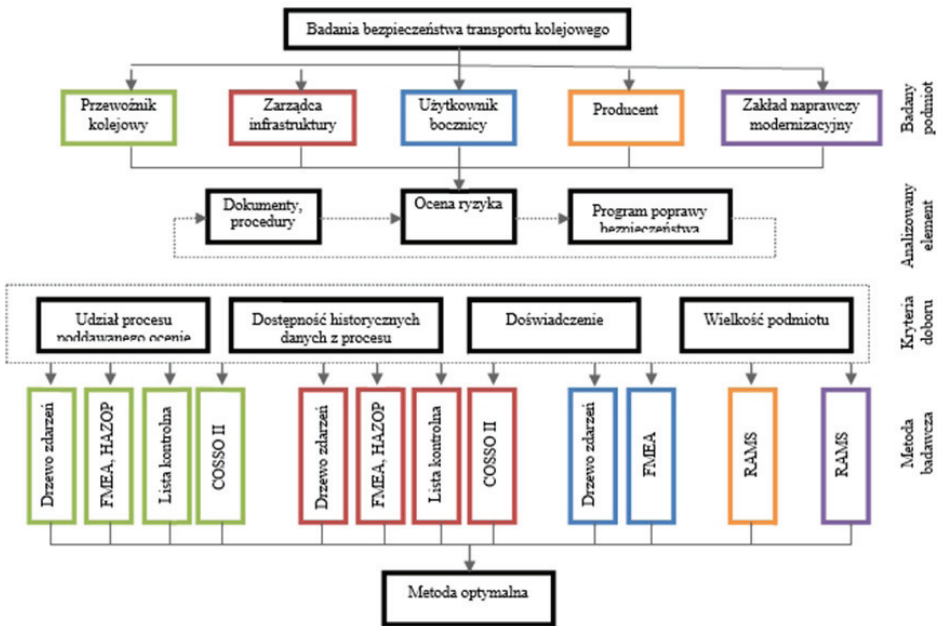 Badania bezpieczeństwa transportu kolejowego
Przewoźnik
kolejowy
Zarządca
infrastruktury
Użytkownik
bocznicy
Producent
Zakład naprawczy
modernizacyjny
Badany
podmiot
Dokumenty,
procedury
Ocena ryzyka
Program poprawy
bezpieczeństwa
Analizowany
element
Udział procesu
poddawanego ocenie
Dostępność historycznych
danych z procesu
Doświadczenie
Wielkość podmiotu
Kryteria
doboru
Drzewo zdarzeń
FMEA, HAZOP
Lista kontrolna
COSSO II
Drzewo zdarzeń
FMEA, HAZOP
Lista kontrolna
COSSO II
Drzewo zdarzeń
FMEA
RAMS
RAMS
Metoda
badawcza
Metoda optymalna